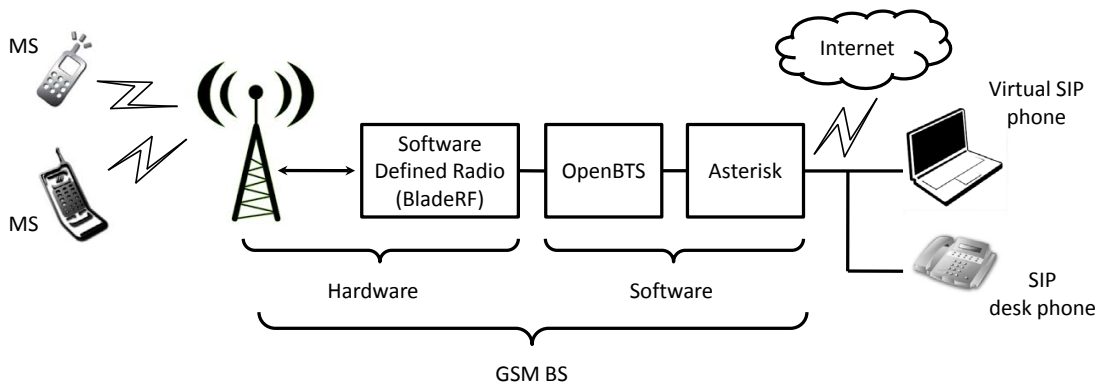 MS
MS
Software
Defined Radio
(BladeRF)
OpenBTS
Asterisk
Internet
Virtual SIP
phone
SIP
desk phone
Hardware
Software
GSM BS